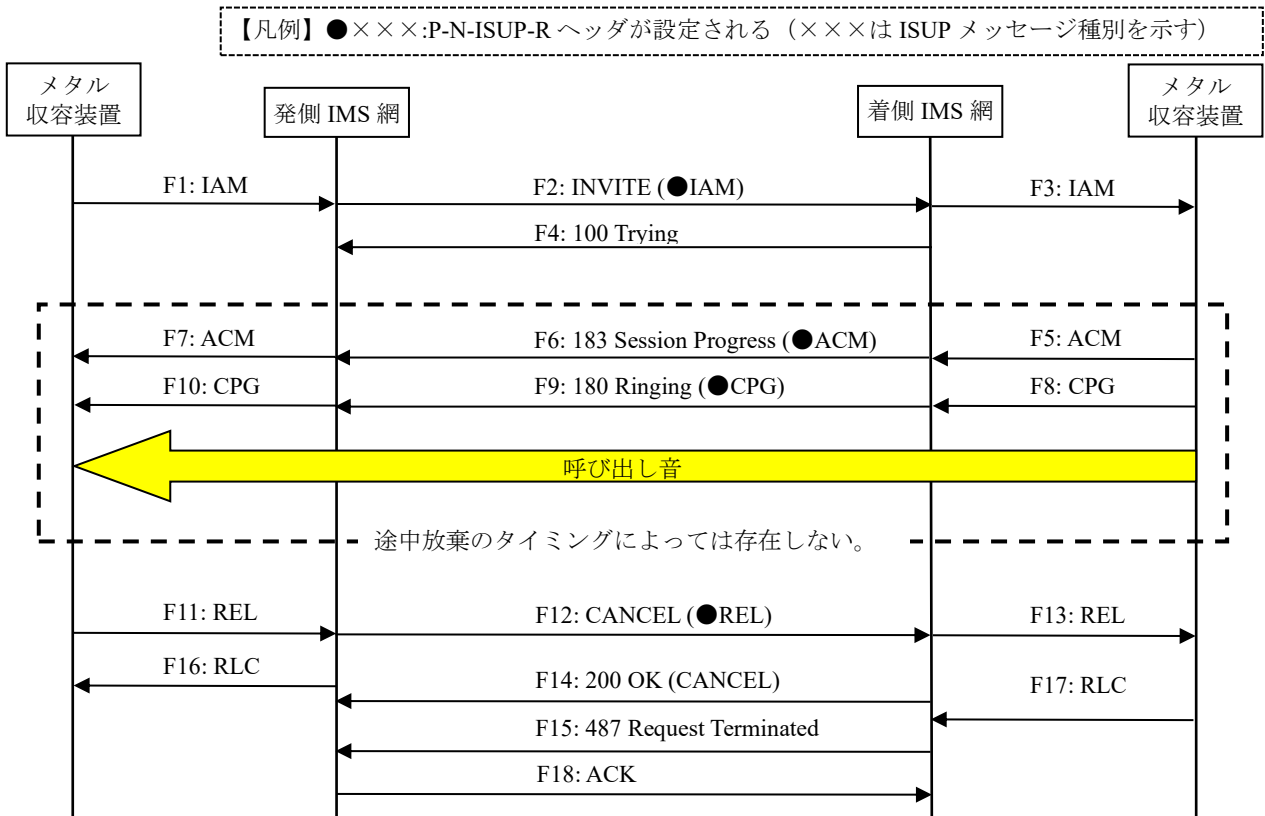 【凡例】●×××:P-N-ISUP-R ヘッダが設定される（×××は ISUP メッセージ種別を示す）
メタル
収容装置
発側 IMS 網
着側 IMS 網
メタル
収容装置
F1: IAM
F2: INVITE (●IAM)
F3: IAM
F4: 100 Trying
F7: ACM
F6: 183 Session Progress (●ACM)
F5: ACM
F10: CPG
F9: 180 Ringing (●CPG)
F8: CPG
呼び出し音
途中放棄のタイミングによっては存在しない。
F11: REL
F12: CANCEL (●REL)
F13: REL
F16: RLC
F14: 200 OK (CANCEL)
F17: RLC
F15: 487 Request Terminated
F18: ACK